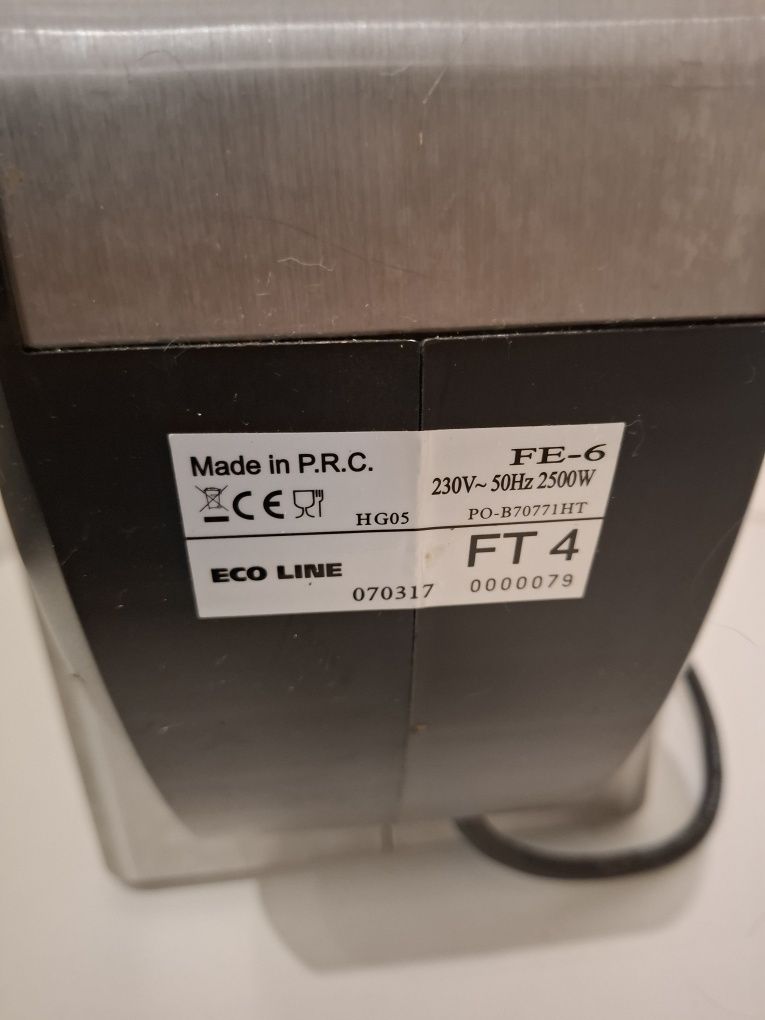 Made in P.R.C.
FE-6
230V~ 50Hz 2500W
CE
HG05
PO-B70771HT
ECO LINE
FT 4
070317
0000079